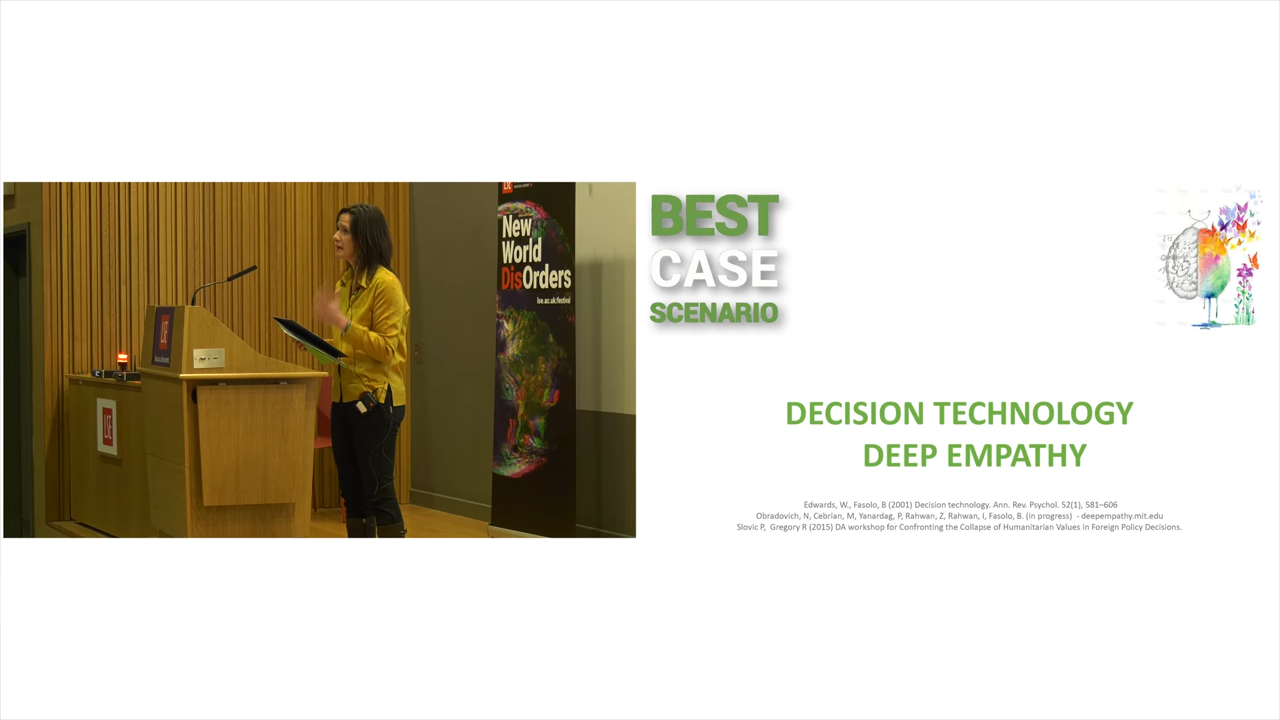 New
World
DisOrders
lse.ac.uk/festival
LSE
LSE
BEST
CASE
SCENARIO
DECISION TECHNOLOGY
DEEP EMPATHY
Edwards, W., Fasolo, B (2001) Decision technology. Ann. Rev. Psychol. 52(1), 581–606
Obradovich, N, Cebrian, M, Yanardag, P, Rahwan, Z, Rahwan, I, Fasolo, B. (in progress) - deepempathy.mit.edu
Slovic P, Gregory R (2015) DA workshop for Confronting the Collapse of Humanitarian Values in Foreign Policy Decisions.